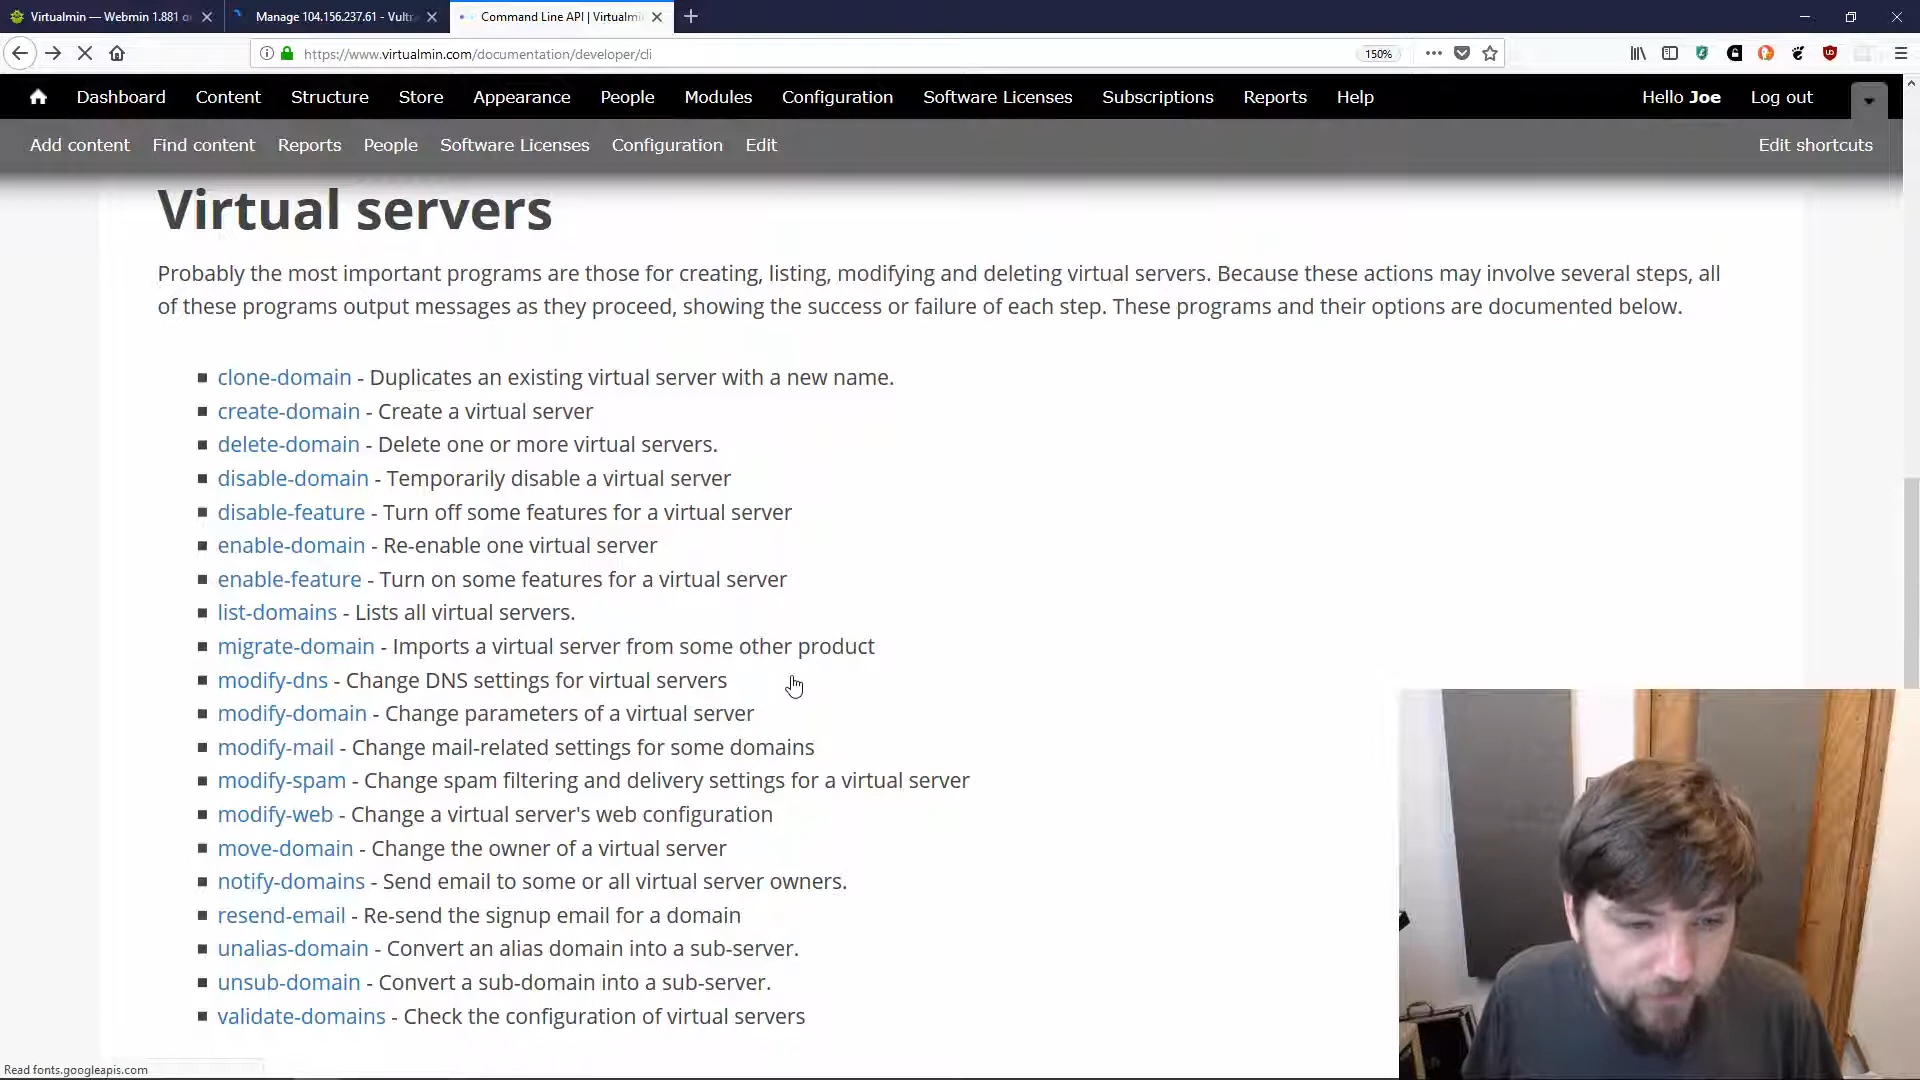 Virtualmin — Webmin 1.881 o
Manage 104.156.237.61 - Vultr
Command Line API | Virtualmin
https://www.virtualmin.com/documentation/developer/cli
150%
Dashboard Content Structure Store Appearance People Modules Configuration Software Licenses Subscriptions Reports Help Hello Joe Log out
Add content Find content Reports People Software Licenses Configuration Edit Edit shortcuts
Virtual servers
Probably the most important programs are those for creating, listing, modifying and deleting virtual servers. Because these actions may involve several steps, all
of these programs output messages as they proceed, showing the success or failure of each step. These programs and their options are documented below.
clone-domain - Duplicates an existing virtual server with a new name.
create-domain - Create a virtual server
delete-domain - Delete one or more virtual servers.
disable-domain - Temporarily disable a virtual server
disable-feature - Turn off some features for a virtual server
enable-domain - Re-enable one virtual server
enable-feature - Turn on some features for a virtual server
list-domains - Lists all virtual servers.
migrate-domain - Imports a virtual server from some other product
modify-dns - Change DNS settings for virtual servers
modify-domain - Change parameters of a virtual server
modify-mail - Change mail-related settings for some domains
modify-spam - Change spam filtering and delivery settings for a virtual server
modify-web - Change a virtual server's web configuration
move-domain - Change the owner of a virtual server
notify-domains - Send email to some or all virtual server owners.
resend-email - Re-send the signup email for a domain
unalias-domain - Convert an alias domain into a sub-server.
unsub-domain - Convert a sub-domain into a sub-server.
validate-domains - Check the configuration of virtual servers
Read fonts.googleapis.com